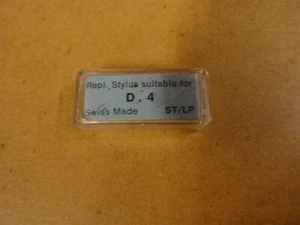 Repl. Stylus suitable for
D. 4
Swiss Made ST/LP